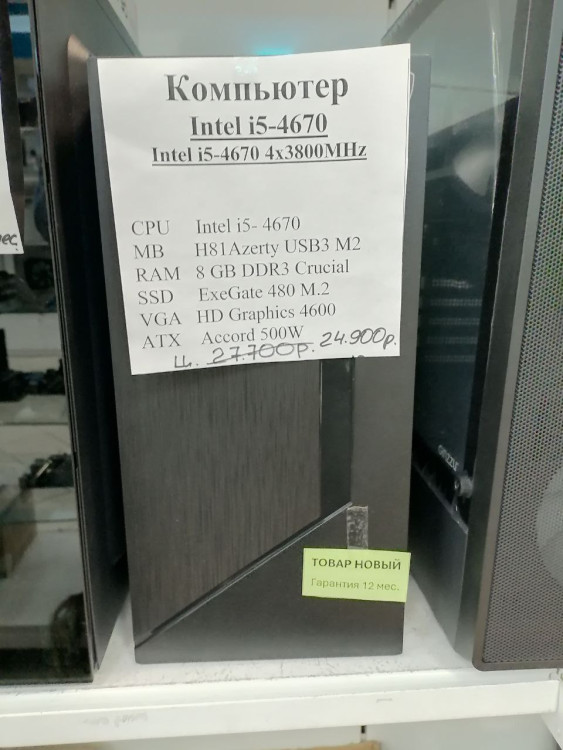 Компьютер
Intel i5-4670
Intel i5-4670 4x3800MHz
CPU Intel i5- 4670
MB H81Azerty USB3 M2
RAM 8 GB DDR3 Crucial
SSD ExeGate 480 M.2
VGA HD Graphics 4600
ATX Accord 500W
Ц. 27.700р. 24.900р.
ТОВАР НОВЫЙ
Гарантия 12 мес.